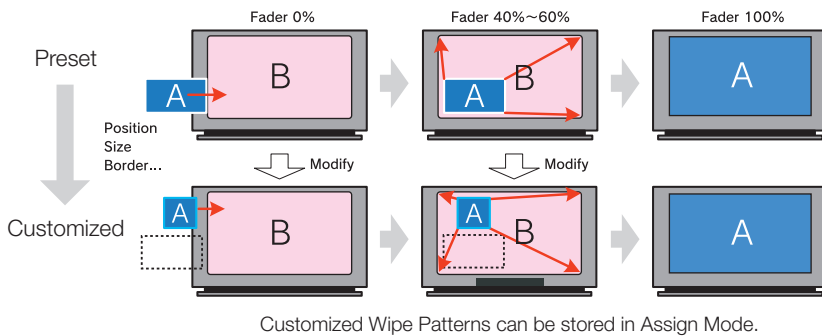 Fader 0%
Fader 40%~60%
Fader 100%
Preset
A
B
A
B
A
Position
Size
Border...
Modify
Modify
Customized
A
B
A
B
A
Customized Wipe Patterns can be stored in Assign Mode.